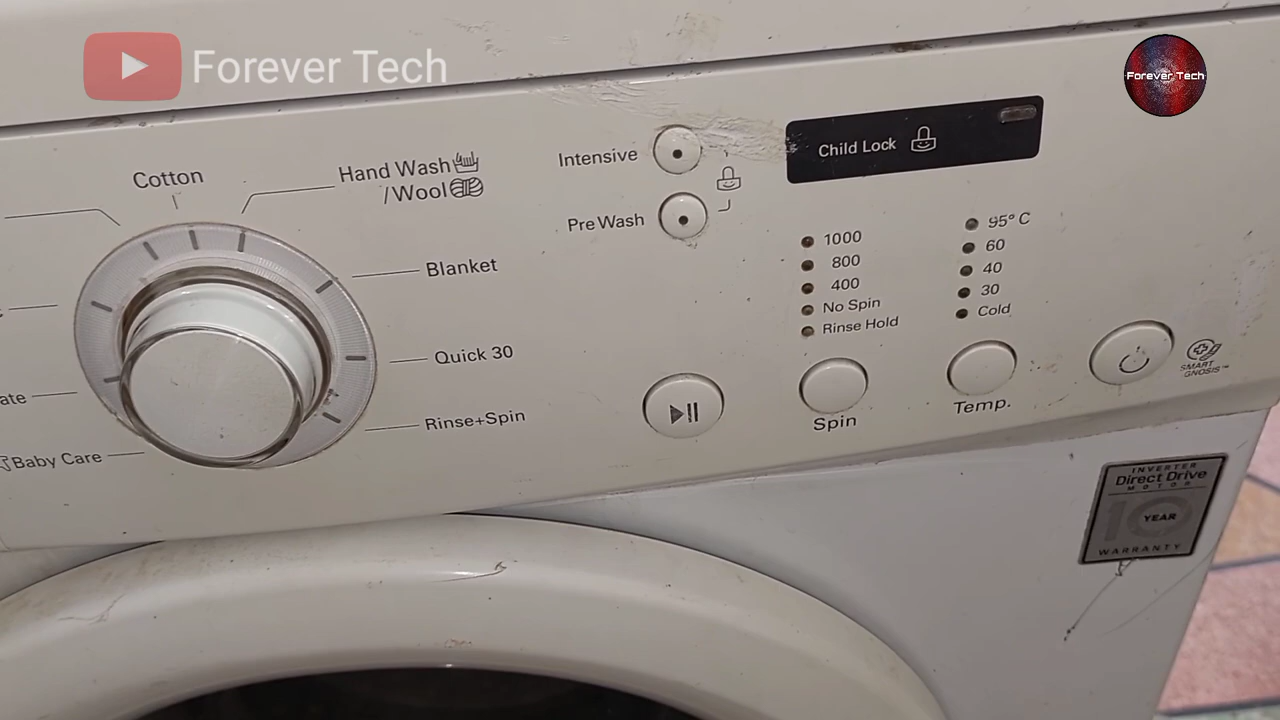 Forever Tech
Forever Tech
Cotton
Hand Wash
/Wool
Intensive
Pre Wash
Child Lock
Blanket
Quick 30
Rinse+Spin
Baby Care
1000
800
400
No Spin
Rinse Hold
95°C
60
40
30
Cold
Spin
Temp.
SMART
GNOSIS™
INVERTER
Direct Drive
MOTOR
10 YEAR
WARRANTY